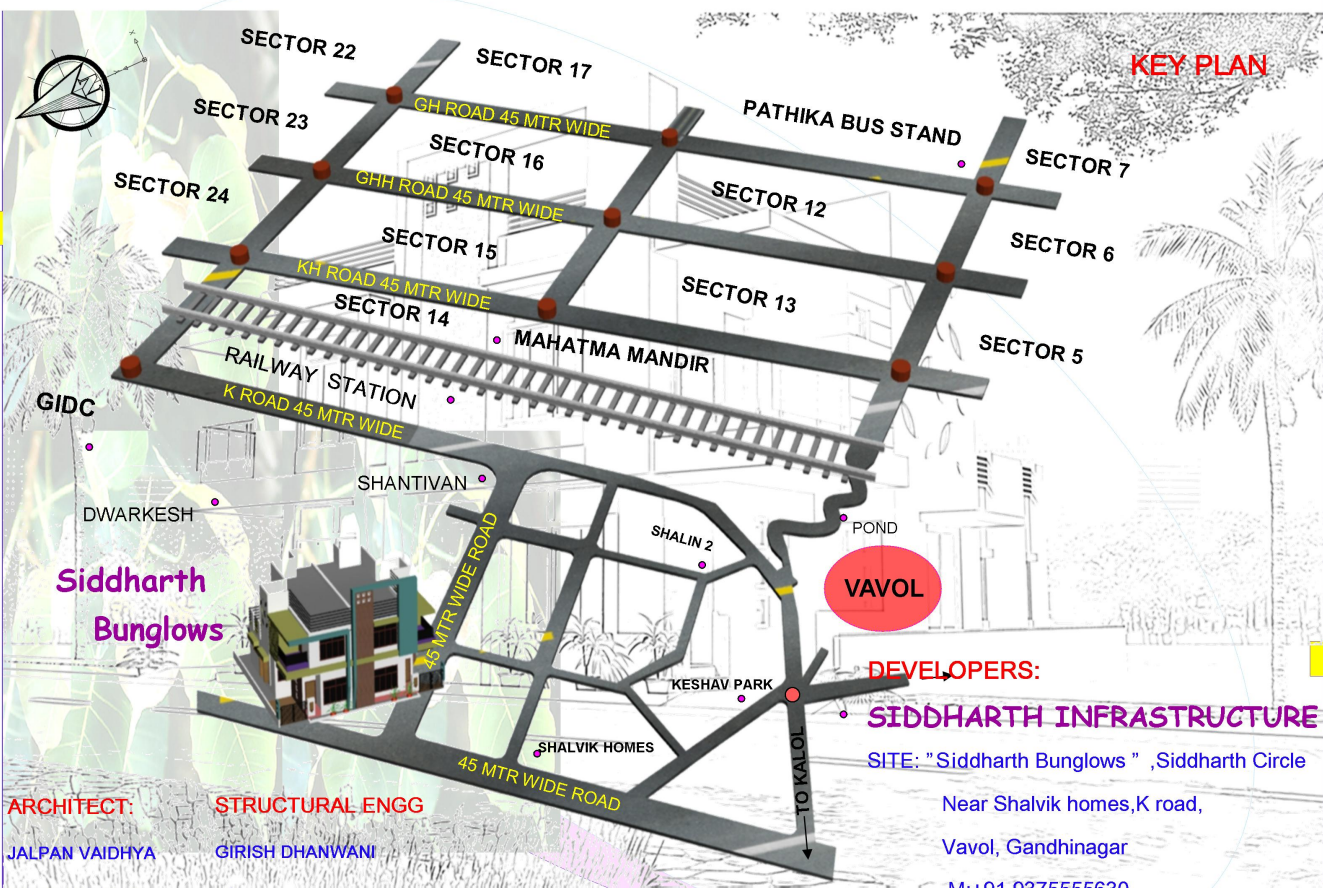 KEY PLAN
SECTOR 22
SECTOR 17
SECTOR 23
GH ROAD 45 MTR WIDE
PATHIKA BUS STAND
SECTOR 7
SECTOR 16
SECTOR 24
GHH ROAD 45 MTR WIDE
SECTOR 12
SECTOR 6
SECTOR 15
KH ROAD 45 MTR WIDE
SECTOR 13
SECTOR 14
MAHATMA MANDIR
SECTOR 5
RAILWAY STATION
K ROAD 45 MTR WIDE
GIDC
SHANTIVAN
DWARKESH
POND
SHALIN 2
VAVOL
45 MTR WIDE ROAD
Siddharth
Bunglows
KESHAV PARK
SHALVIK HOMES
45 MTR WIDE ROAD
TO KALOL
DEVELOPERS:
SIDDHARTH INFRASTRUCTURE
SITE: "Siddharth Bunglows " ,Siddharth Circle
Near Shalvik homes,K road,
Vavol, Gandhinagar
M:+91 9375555630
ARCHITECT:
JALPAN VAIDHYA
STRUCTURAL ENGG
GIRISH DHANWANI